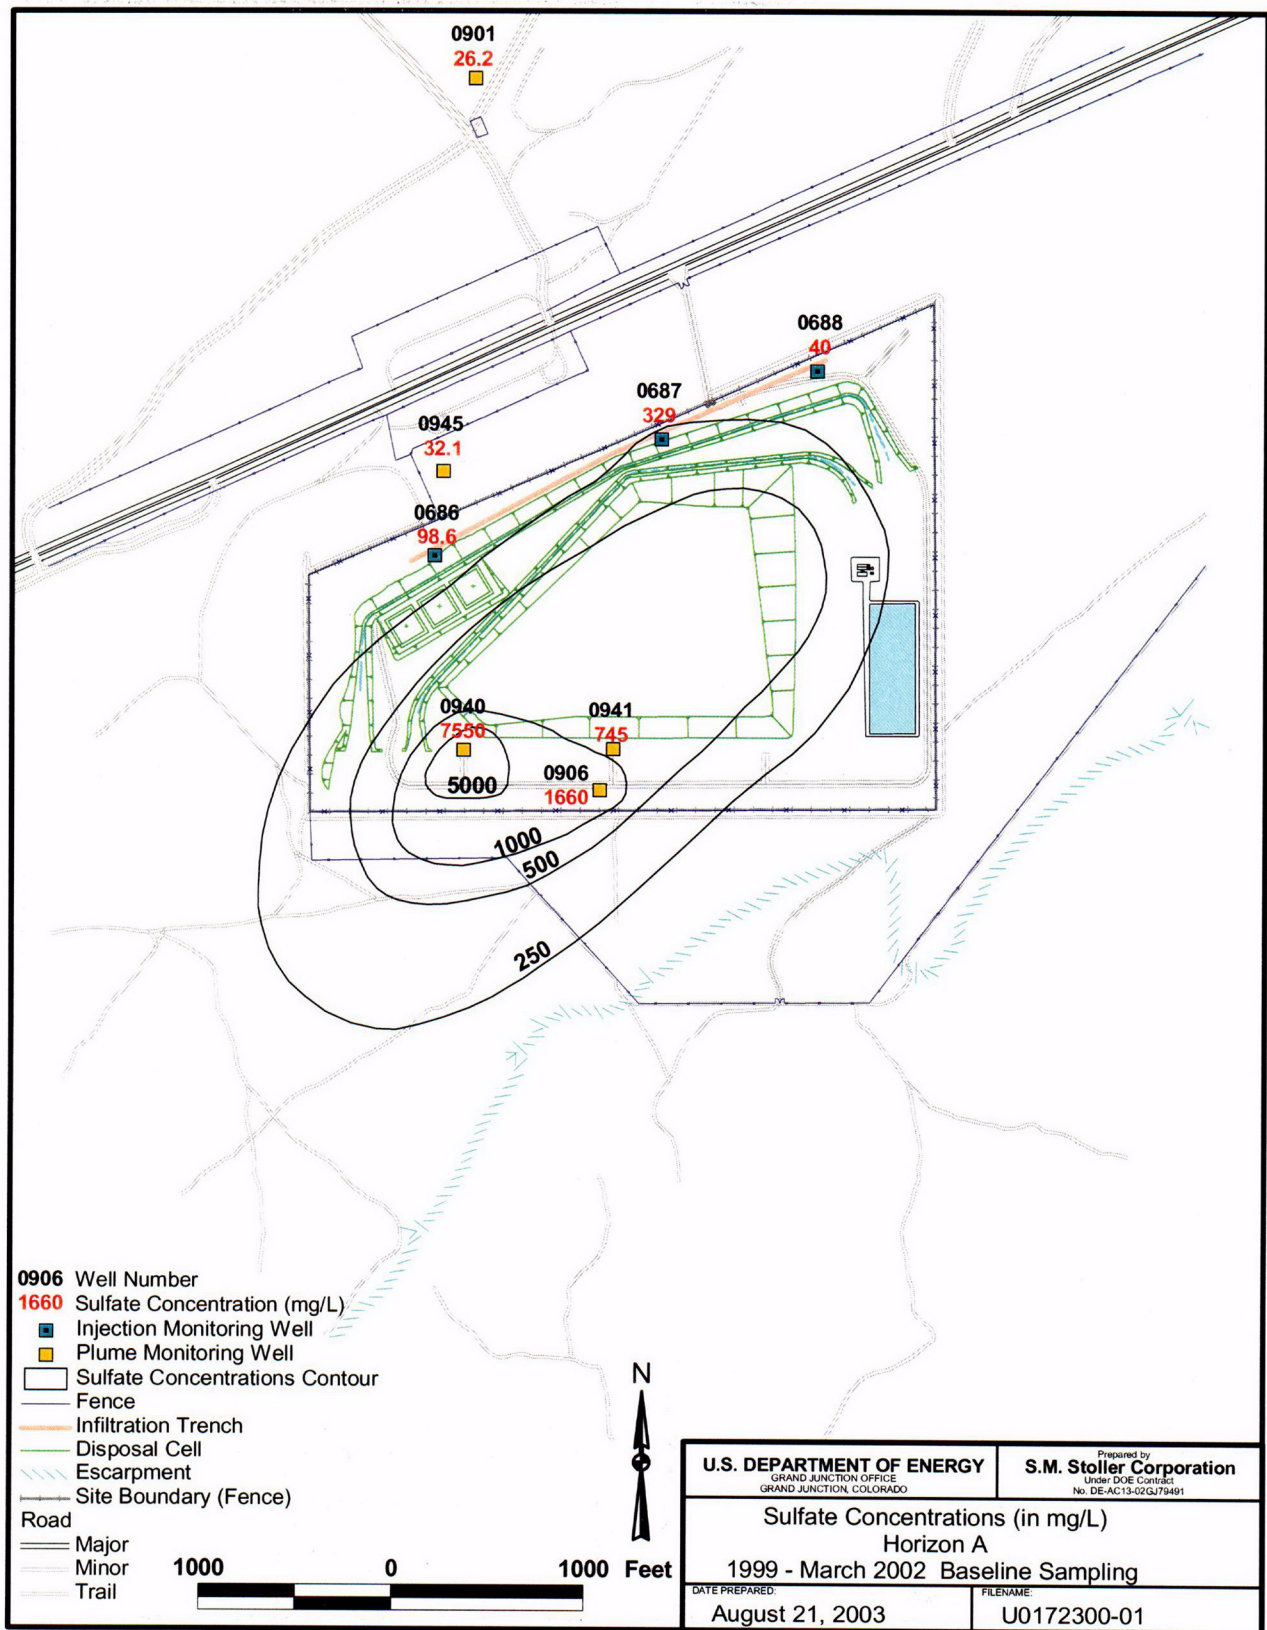 0901
26.2
0688
40
0687
329
0945
32.1
0686
98.6
0940
7550
0941
745
0906
1660
5000
1000
500
250
0906 Well Number
1660 Sulfate Concentration (mg/L)
Injection Monitoring Well
Plume Monitoring Well
Sulfate Concentrations Contour
Fence
Infiltration Trench
Disposal Cell
Escarpment
Site Boundary (Fence)
Road
Major
Minor
Trail
N
1000 0 1000 Feet
U.S. DEPARTMENT OF ENERGY
GRAND JUNCTION OFFICE
GRAND JUNCTION, COLORADO
Prepared by
S.M. Stoller Corporation
Under DOE Contract
No. DE-AC13-02GJ79491
Sulfate Concentrations (in mg/L)
Horizon A
1999 - March 2002 Baseline Sampling
DATE PREPARED:
August 21, 2003
FILENAME:
U0172300-01